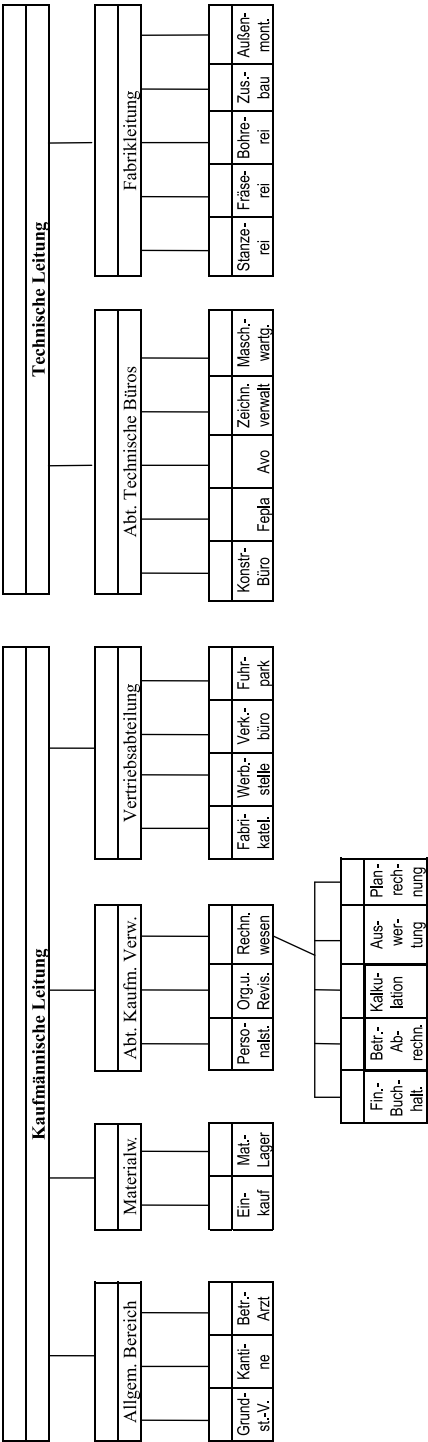 Kaufmännische Leitung
Technische Leitung
Allgem. Bereich
Materialw.
Abt. Kaufm. Verw.
Vertriebsabteilung
Abt. Technische Büros
Fabrikleitung
Grund-
st.-V.
Kanti-
ne
Betr.-
Arzt
Ein-
kauf
Mat.-
Lager
Perso-
nalst.
Org.u.
Revis.
Rechn.
wesen
Fabri-
katel.
Werb.-
stelle
Verk.-
büro
Fuhr-
park
Konstr-
Büro
Fepla
Avo
Zeichn.
verwalt
Masch.-
wartg.
Stanze-
rei
Fräse-
rei
Bohre-
rei
Zus.-
bau
Außen-
mont.
Fin.-
Buch-
halt.
Betr.-
Ab-
rechn.
Kalku-
lation
Aus-
wer-
tung
Plan-
rech-
nung